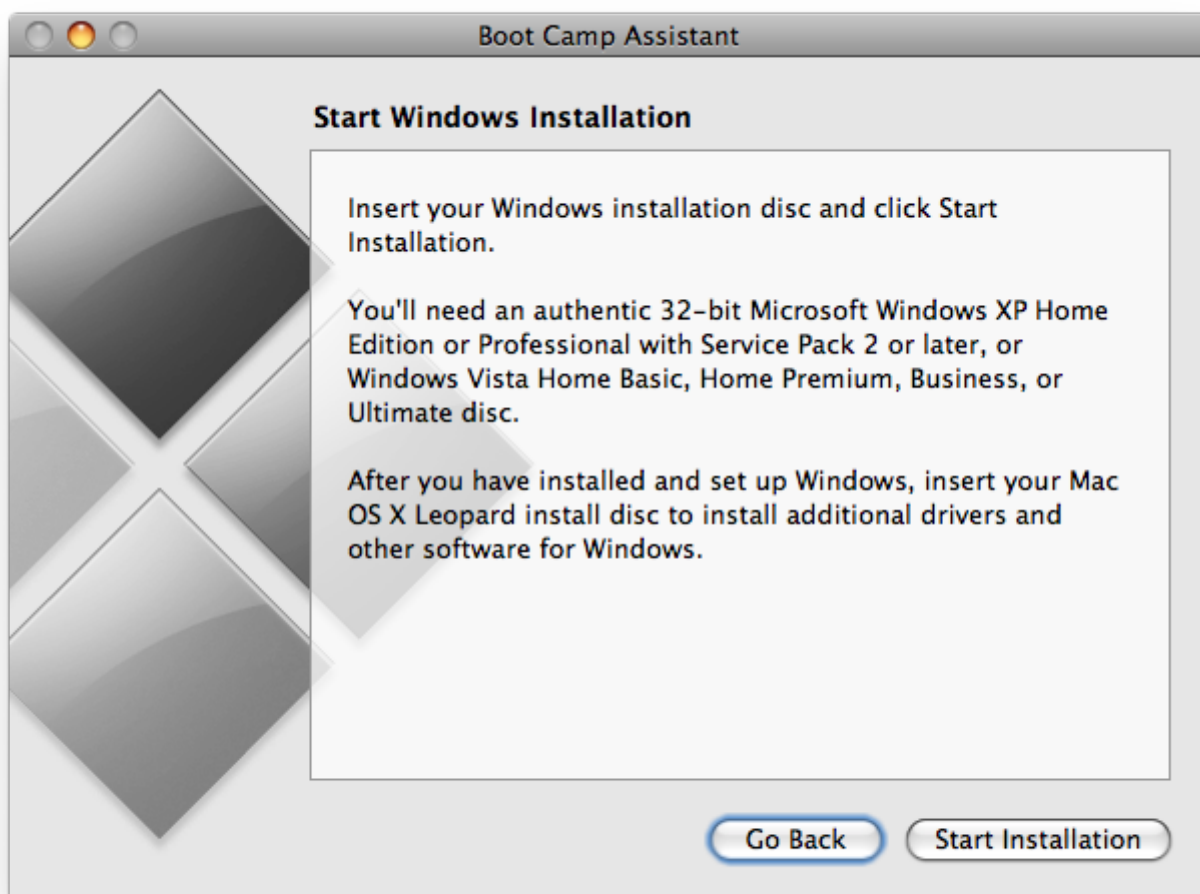 Boot Camp Assistant
Start Windows Installation
Insert your Windows installation disc and click Start
Installation.
You'll need an authentic 32-bit Microsoft Windows XP Home
Edition or Professional with Service Pack 2 or later, or
Windows Vista Home Basic, Home Premium, Business, or
Ultimate disc.
After you have installed and set up Windows, insert your Mac
OS X Leopard install disc to install additional drivers and
other software for Windows.
Go Back
Start Installation